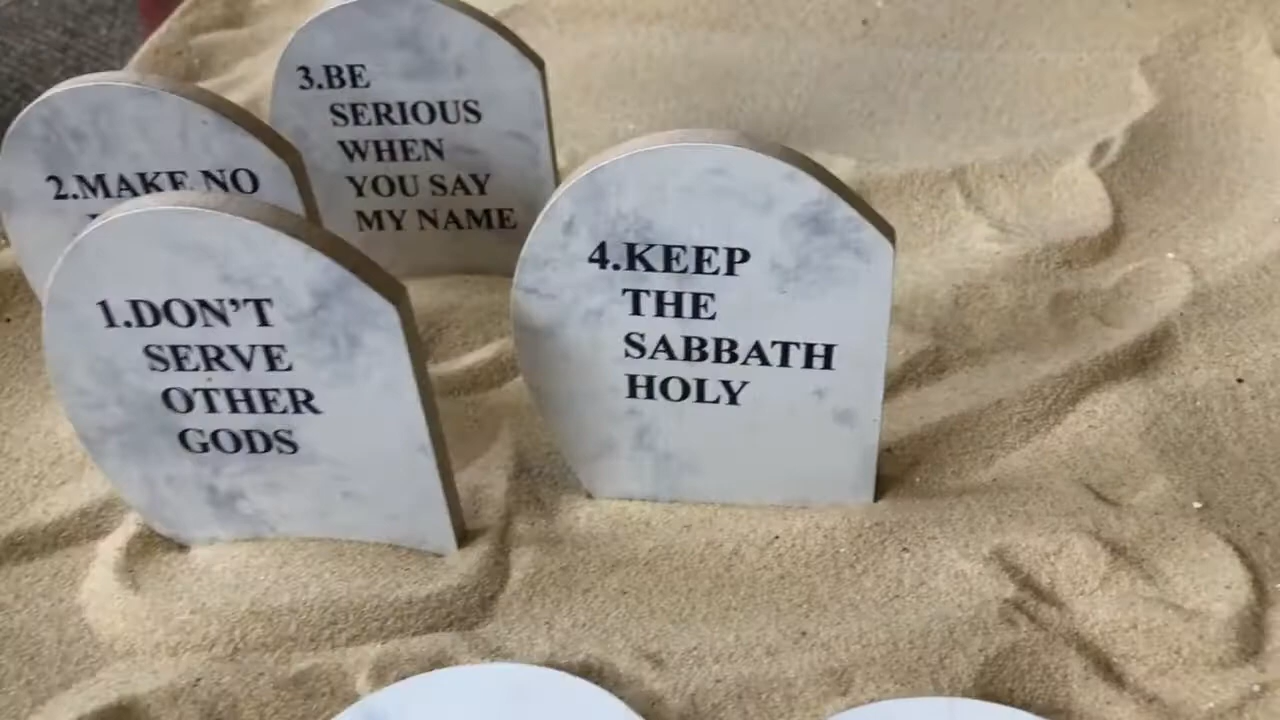 3.BE
SERIOUS
WHEN
YOU SAY
MY NAME
2.MAKE NO
1.DON'T
SERVE
OTHER
GODS
4.KEEP
THE
SABBATH
HOLY